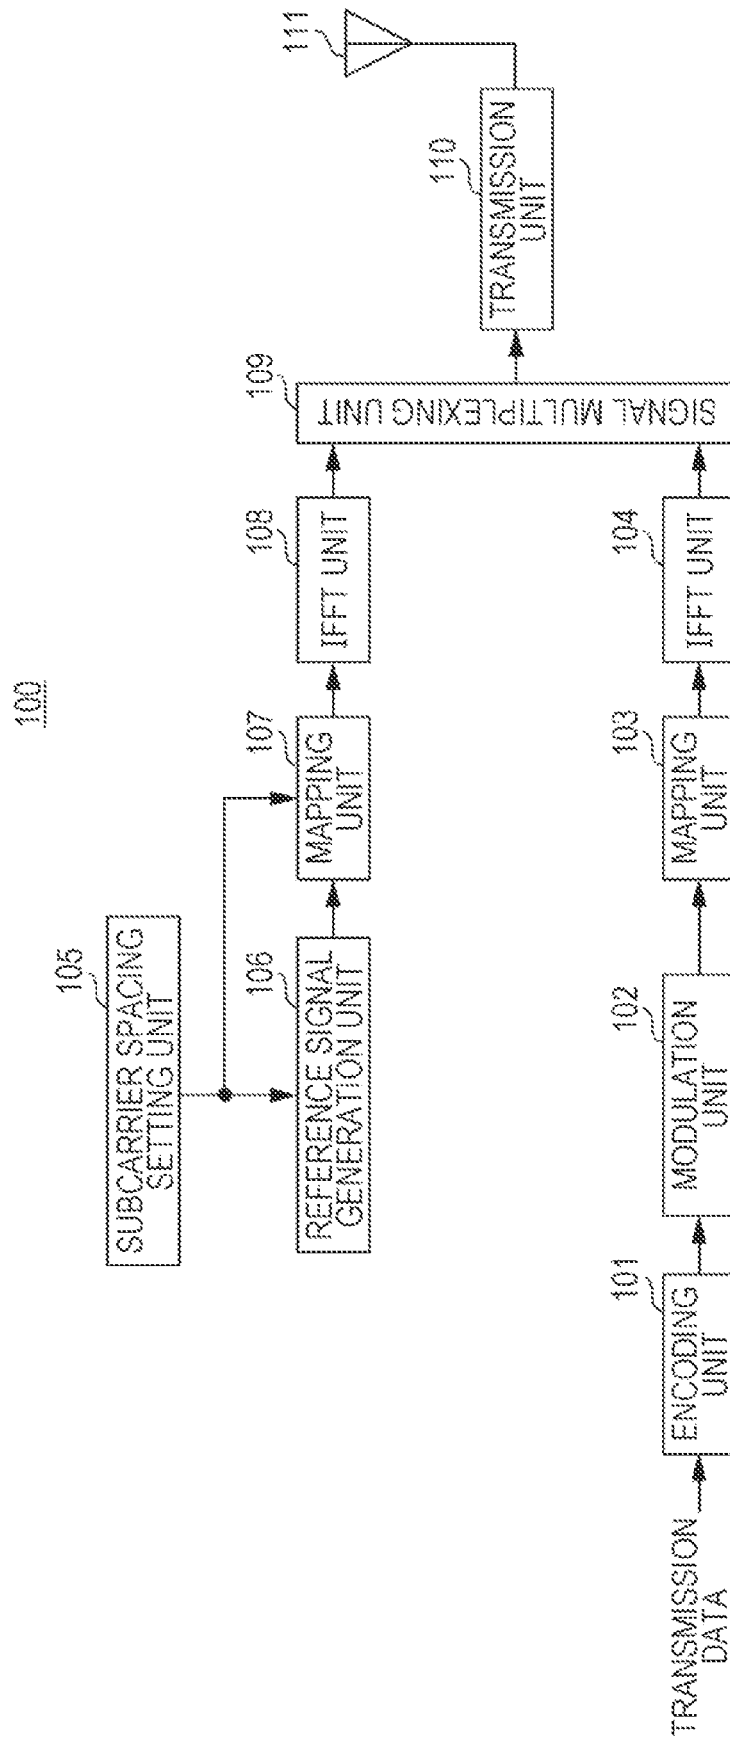 100
105
SUBCARRIER SPACING
SETTING UNIT
106
REFERENCE SIGNAL
GENERATION UNIT
107
MAPPING
UNIT
108
IFFT UNIT
109
SIGNAL MULTIPLEXING UNIT
110
TRANSMISSION
UNIT
111
TRANSMISSION
DATA
101
ENCODING
UNIT
102
MODULATION
UNIT
103
MAPPING
UNIT
104
IFFT UNIT